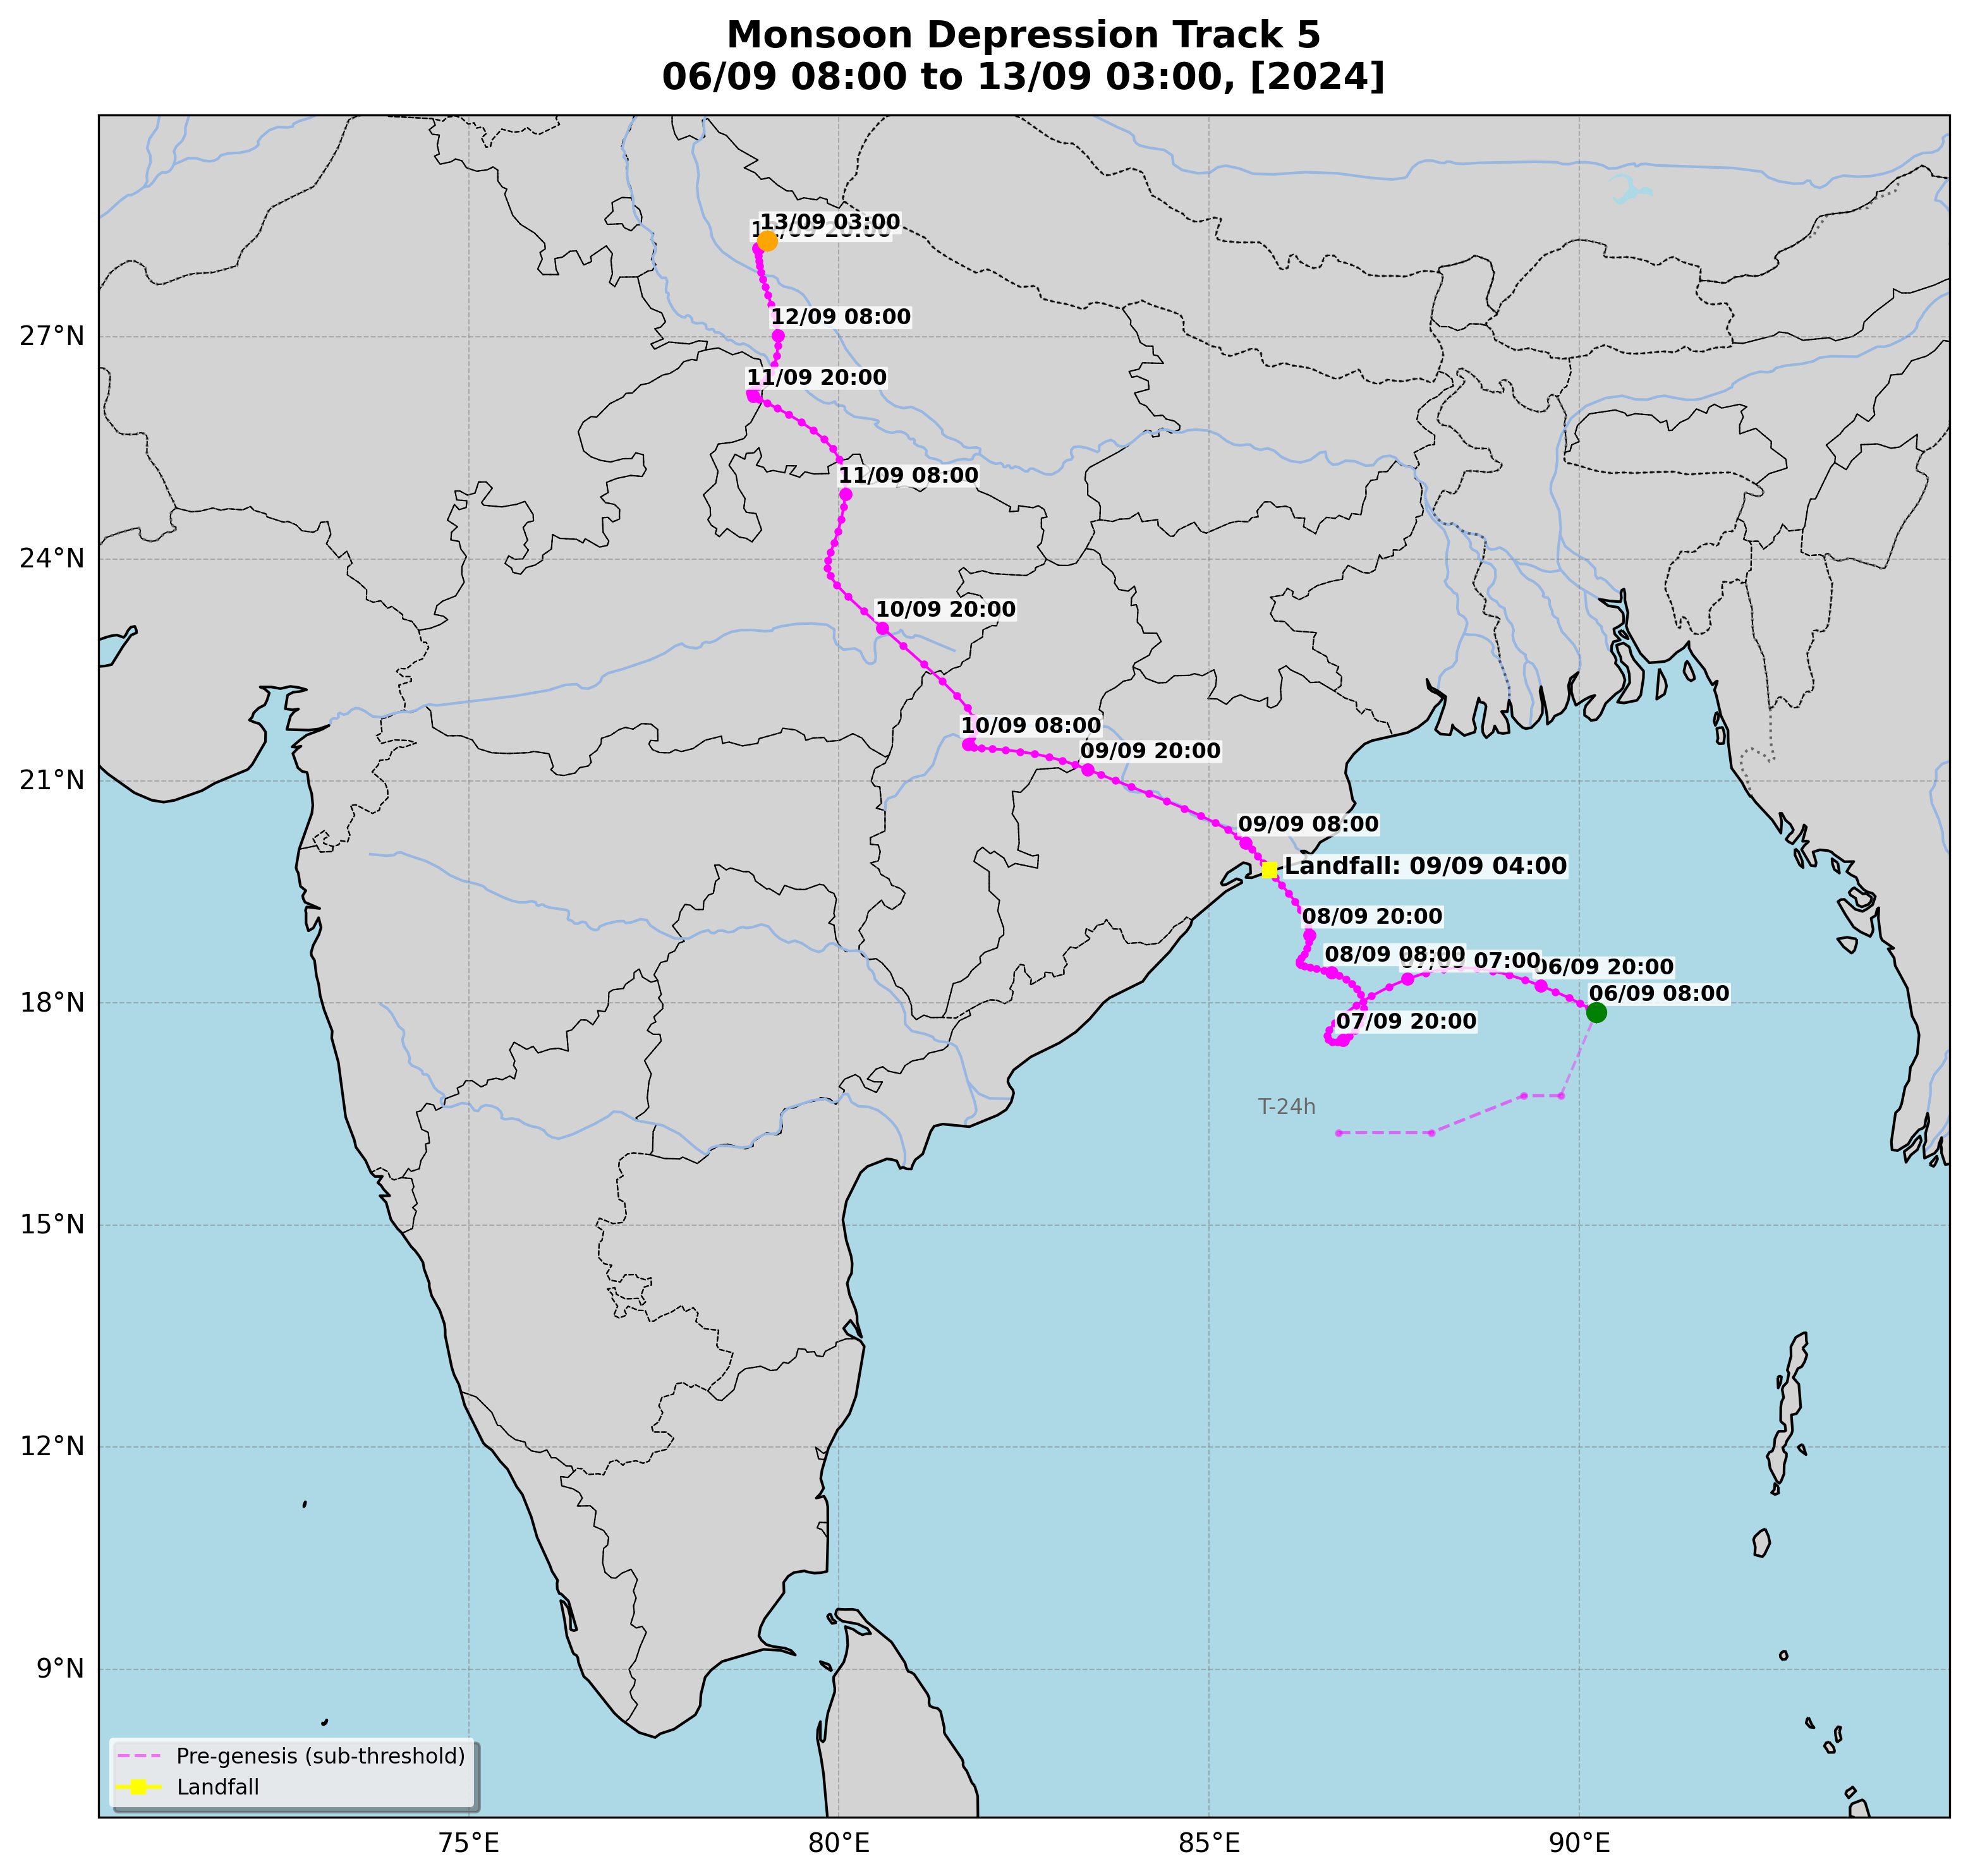 Monsoon Depression Track 5
06/09 08:00 to 13/09 03:00, [2024]
13/09 03:00
12/09 08:00
27°N
11/09 20:00
11/09 08:00
24°N
10/09 20:00
10/09 08:00
09/09 20:00
21°N
09/09 08:00
Landfall: 09/09 04:00
08/09 20:00
08/09 08:00
07:00
06/09 20:00
06/09 08:00
18°N
07/09 20:00
T-24h
15°N
12°N
9°N
Pre-genesis (sub-threshold)
Landfall
75°E
80°E
85°E
90°E